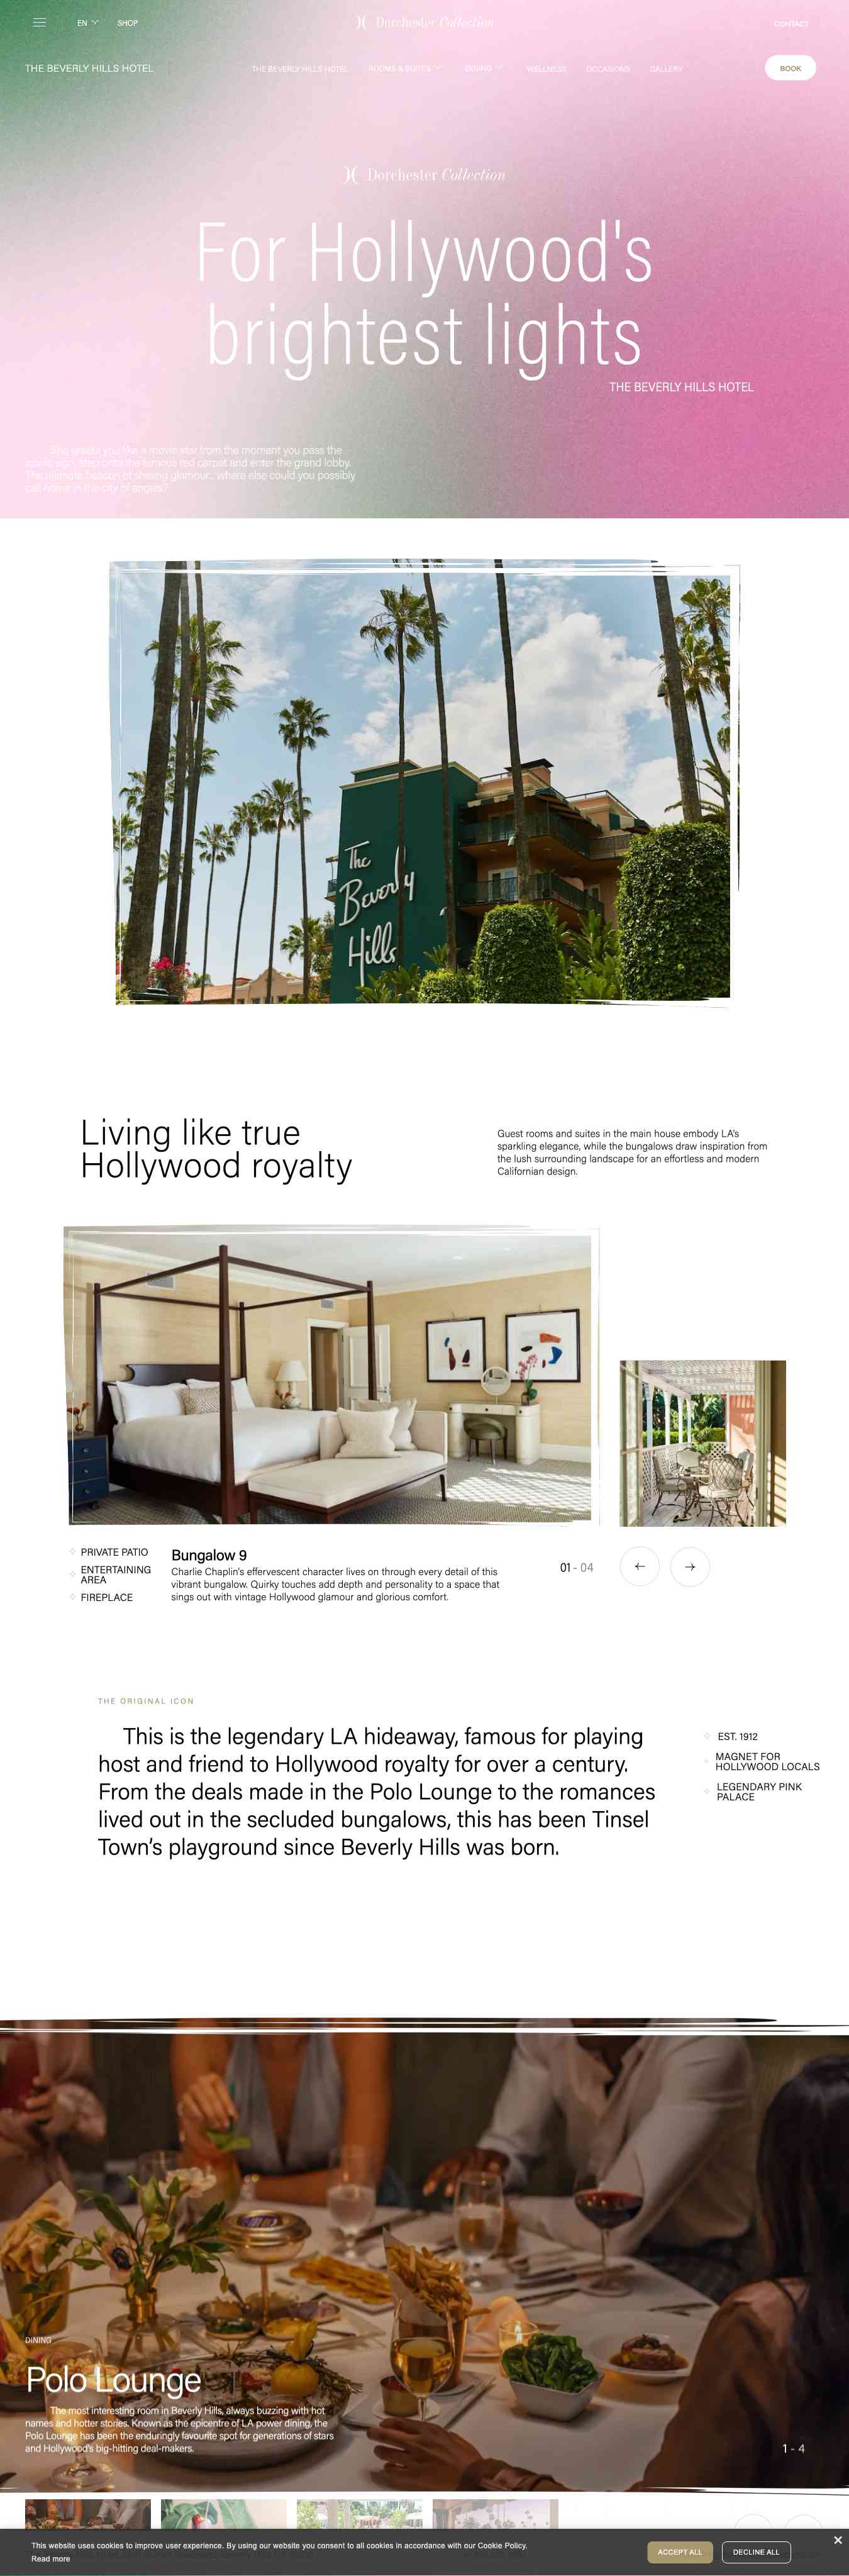 EN
SHOP
Dorchester Collection
CONTACT
THE BEVERLY HILLS HOTEL
THE BEVERLY HILLS HOTEL
ROOMS & SUITES
DINING
WELLNESS
OCCASIONS
GALLERY
BOOK
Dorchester Collection
For Hollywood's
brightest lights
THE BEVERLY HILLS HOTEL
She greets you like a movie star from the moment you pass the
step onto the famous red carpet and enter the grand lobby.
The ultimate beacon of shining glamour.. where else could you possibly
call home in the city of angels?
The
Beverly
Hills
Living like true
Hollywood royalty
Guest rooms and suites in the main house embody LA's
sparkling elegance, while the bungalows draw inspiration from
the lush surrounding landscape for an effortless and modern
Californian design.
PRIVATE PATIO
ENTERTAINING
AREA
FIREPLACE
Bungalow 9
Charlie Chaplin's effervescent character lives on through every detail of this
vibrant bungalow. Quirky touches add depth and personality to a space that
sings out with vintage Hollywood glamour and glorious comfort.
01 - 04
THE ORIGINAL ICON
This is the legendary LA hideaway, famous for playing
host and friend to Hollywood royalty for over a century.
From the deals made in the Polo Lounge to the romances
lived out in the secluded bungalows, this has been Tinsel
Town's playground since Beverly Hills was born.
EST. 1912
MAGNET FOR
HOLLYWOOD LOCALS
LEGENDARY PINK
PALACE
DINING
Polo Lounge
The most interesting room in Beverly Hills, always buzzing with hot
names and hotter stories. Known as the epicentre of LA power dining, the
Polo Lounge has been the enduringly favourite spot for generations of stars
and Hollywood's big-hitting deal-makers.
1 - 4
This website uses cookies to improve user experience. By using our website you consent to all cookies in accordance with our Cookie Policy.
Read more
ACCEPT ALL
DECLINE ALL